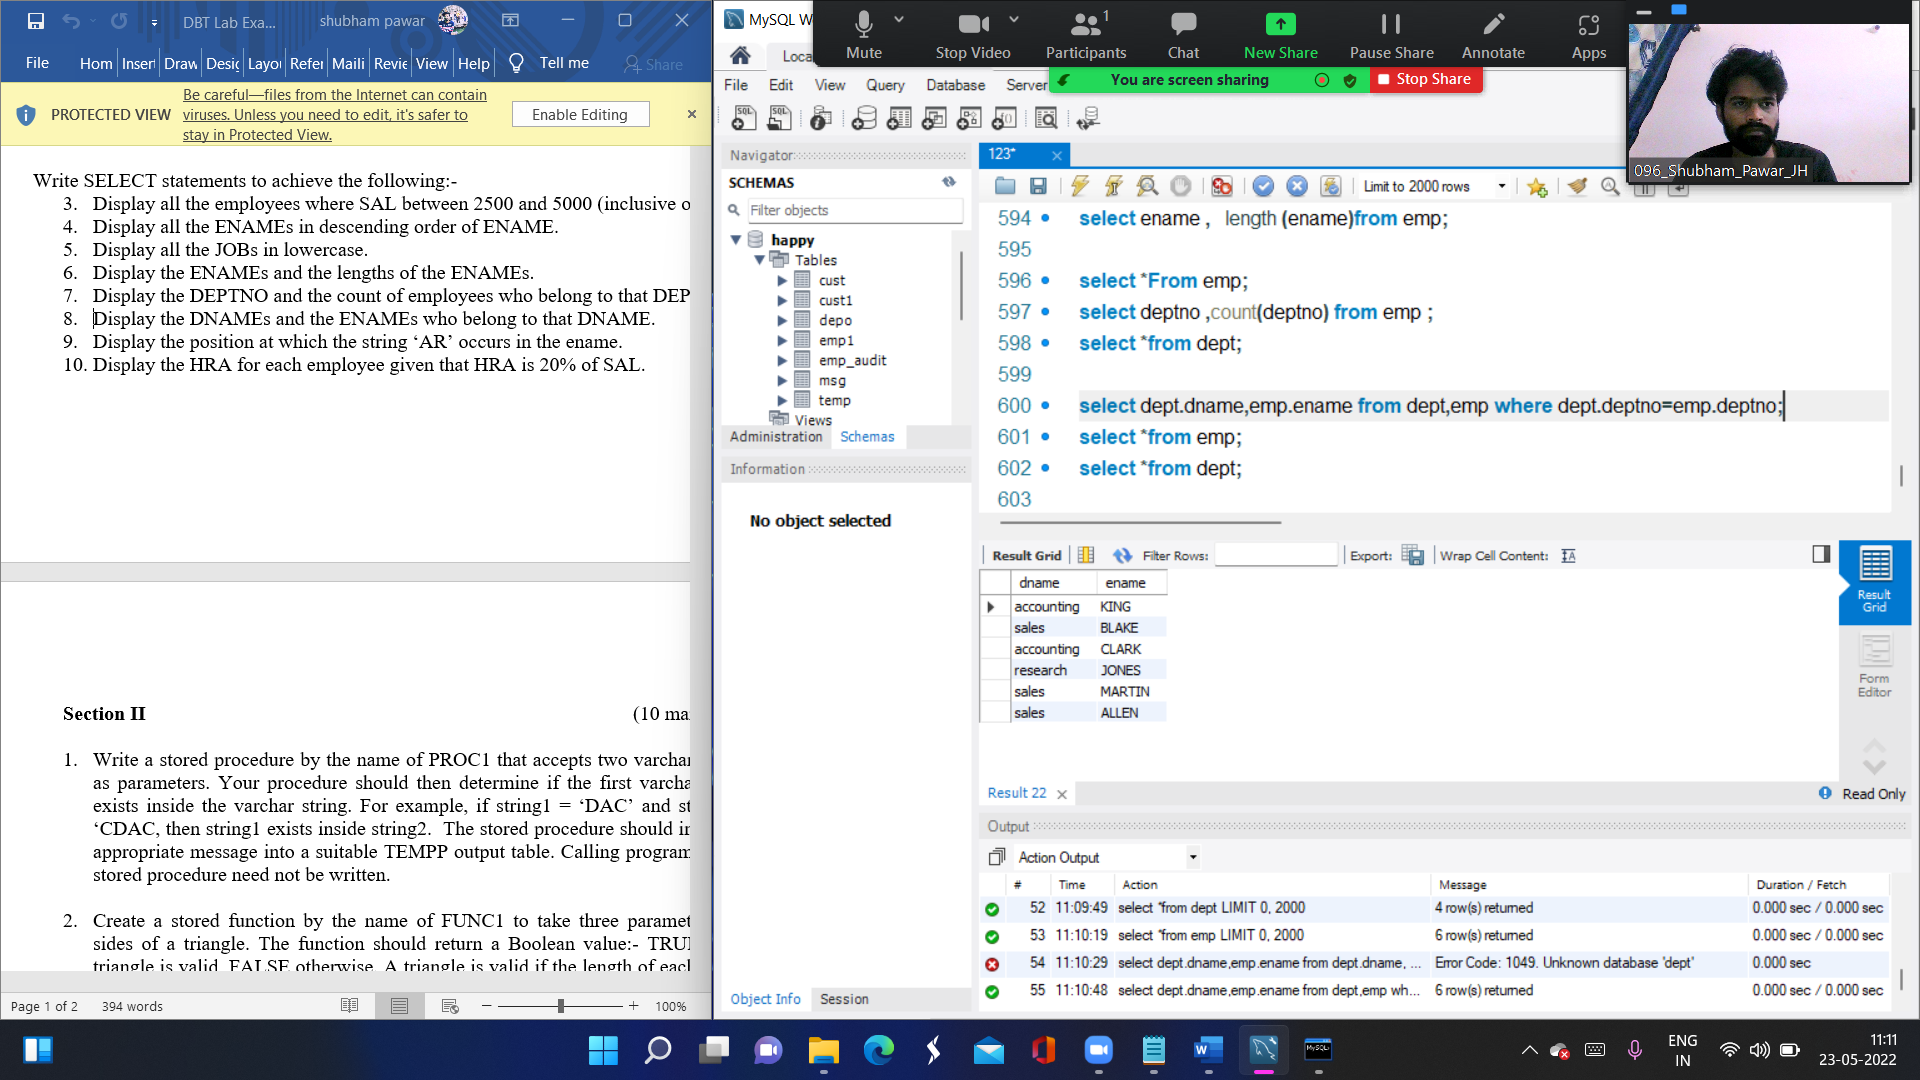 DBT Lab Exa...
shubham pawar
File
Hom
Insert
Draw
Desig
Layo
Refer
Maili
Revie
View
Help
Tell me
Share
PROTECTED VIEW
Be careful—files from the Internet can contain
viruses. Unless you need to edit, it's safer to
stay in Protected View.
Enable Editing
Write SELECT statements to achieve the following:-
3. Display all the employees where SAL between 2500 and 5000 (inclusive o
4. Display all the ENAMEs in descending order of ENAME.
5. Display all the JOBs in lowercase.
6. Display the ENAMEs and the lengths of the ENAMEs.
7. Display the DEPTNO and the count of employees who belong to that DEP
8. Display the DNAMEs and the ENAMEs who belong to that DNAME.
9. Display the position at which the string ‘AR’ occurs in the ename.
10. Display the HRA for each employee given that HRA is 20% of SAL.
Section II (10 ma
1. Write a stored procedure by the name of PROC1 that accepts two varchar
as parameters. Your procedure should then determine if the first varcha
exists inside the varchar string. For example, if string1 = ‘DAC’ and st
‘CDAC, then string1 exists inside string2. The stored procedure should in
appropriate message into a suitable TEMPP output table. Calling program
stored procedure need not be written.
2. Create a stored function by the name of FUNC1 to take three paramet
sides of a triangle. The function should return a Boolean value:- TRU
triangle is valid, FALSE otherwise. A triangle is valid if the length of each
Page 1 of 2
394 words
100%
MySQL W
Loca
Mute
Stop Video
Participants
1
Chat
New Share
Pause Share
Annotate
Apps
You are screen sharing
Stop Share
096_Shubham_Pawar_JH
File
Edit
View
Query
Database
Server
Navigator
SCHEMAS
Filter objects
happy
Tables
cust
cust1
depo
emp1
emp_audit
msg
temp
Views
Administration
Schemas
Information
No object selected
Object Info
Session
123*
Limit to 2000 rows
594 select ename , length (ename)from emp;
595
596 select *From emp;
597 select deptno ,count(deptno) from emp ;
598 select *from dept;
599
600 select dept.dname,emp.ename from dept,emp where dept.deptno=emp.deptno;
601 select *from emp;
602 select *from dept;
603
Result Grid
Filter Rows:
Export:
Wrap Cell Content:
dname ename
accounting KING
sales BLAKE
accounting CLARK
research JONES
sales MARTIN
sales ALLEN
Result Grid
Form Editor
Result 22
Read Only
Output
Action Output
# Time Action Message Duration / Fetch
52 11:09:49 select *from dept LIMIT 0, 2000 4 row(s) returned 0.000 sec / 0.000 sec
53 11:10:19 select *from emp LIMIT 0, 2000 6 row(s) returned 0.000 sec / 0.000 sec
54 11:10:29 select dept.dname,emp.ename from dept.dname, ... Error Code: 1049. Unknown database 'dept' 0.000 sec
55 11:10:48 select dept.dname,emp.ename from dept,emp wh... 6 row(s) returned 0.000 sec / 0.000 sec
ENG
IN
11:11
23-05-2022